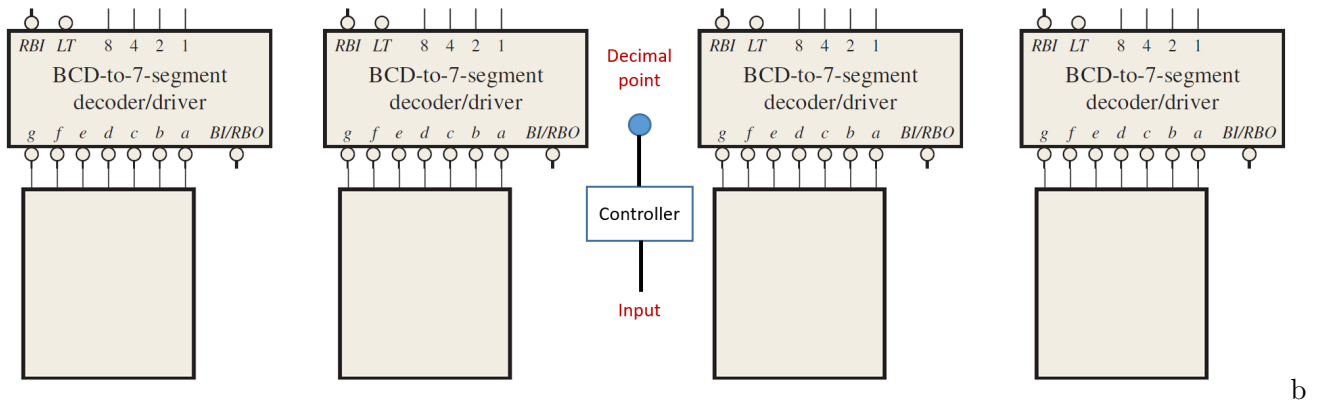 RBI LT 8 4 2 1
BCD-to-7-segment
decoder/driver
g f e d c b a BI/RBO
RBI LT 8 4 2 1
BCD-to-7-segment
decoder/driver
g f e d c b a BI/RBO
Decimal
point
Controller
Input
RBI LT 8 4 2 1
BCD-to-7-segment
decoder/driver
g f e d c b a BI/RBO
RBI LT 8 4 2 1
BCD-to-7-segment
decoder/driver
g f e d c b a BI/RBO
b